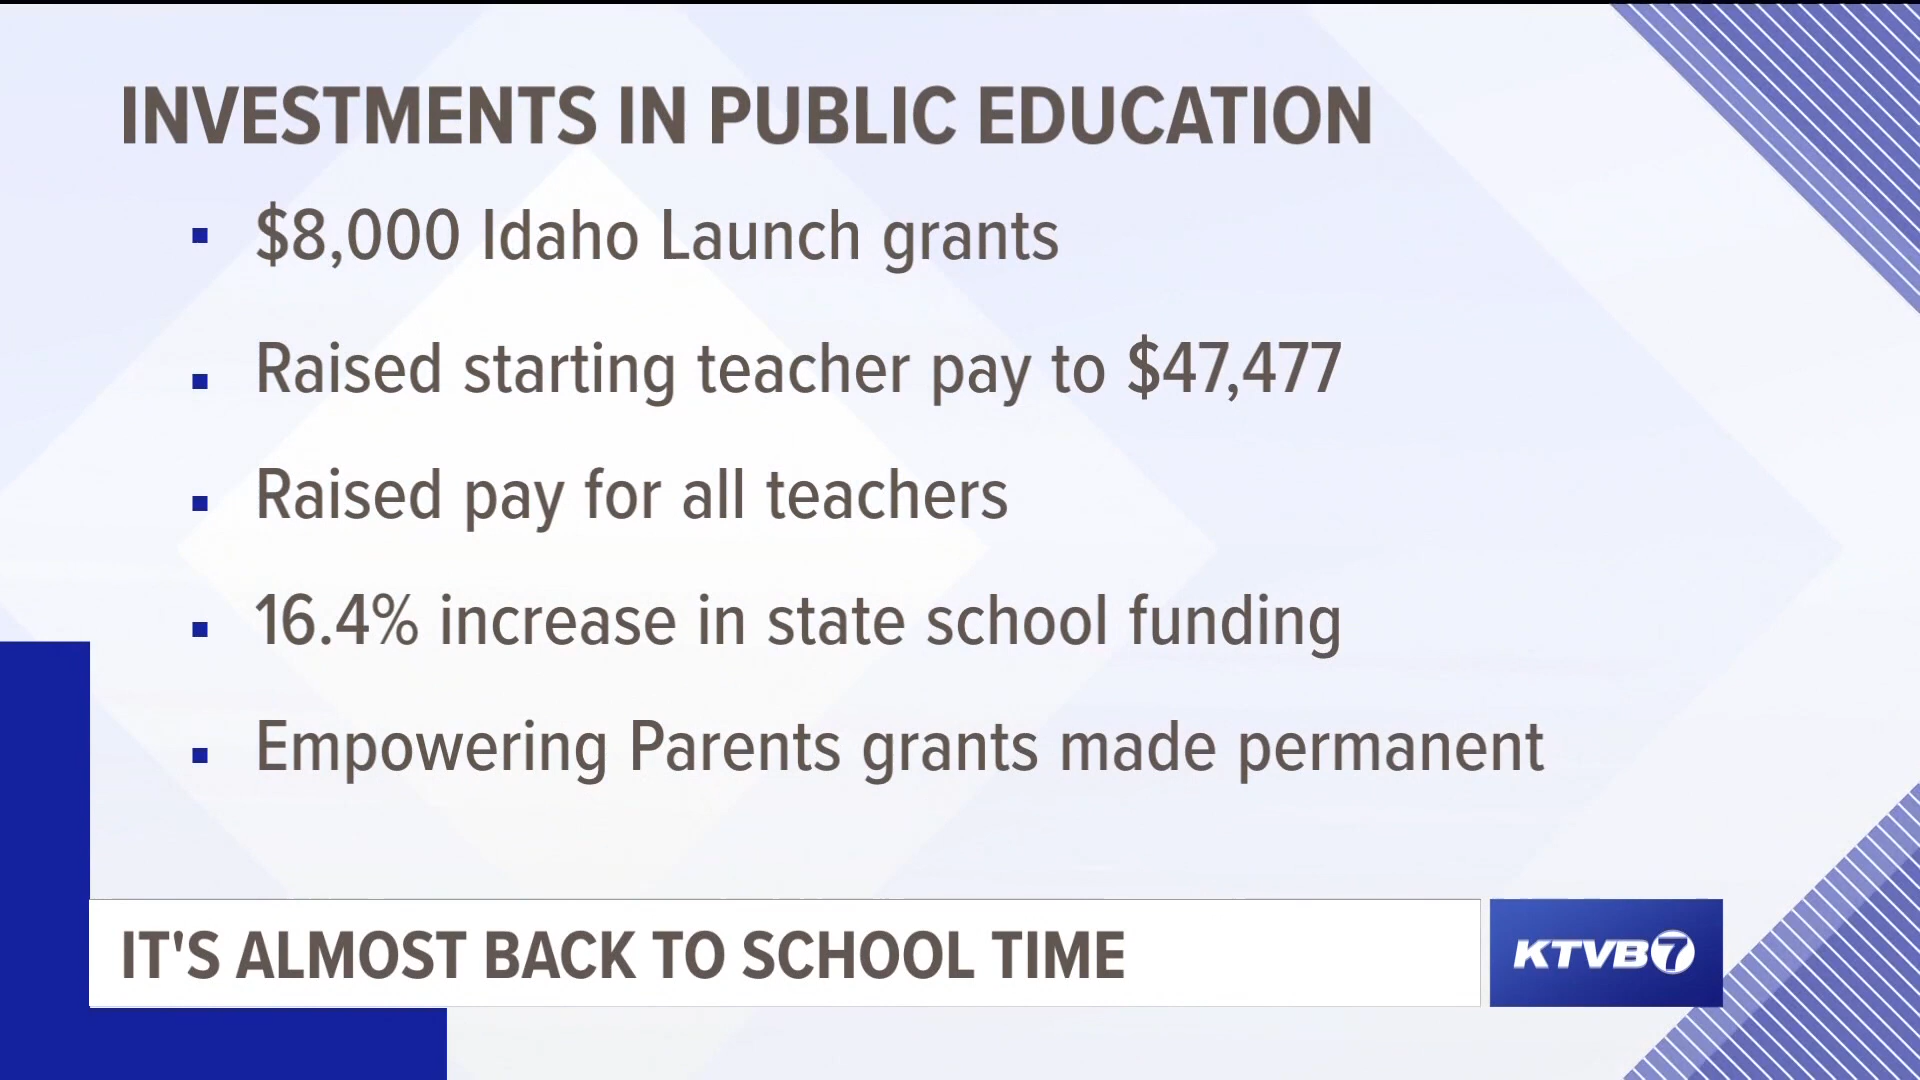 INVESTMENTS IN PUBLIC EDUCATION
▪ $8,000 Idaho Launch grants
▪ Raised starting teacher pay to $47,477
▪ Raised pay for all teachers
▪ 16.4% increase in state school funding
▪ Empowering Parents grants made permanent
IT'S ALMOST BACK TO SCHOOL TIME
KTVB7